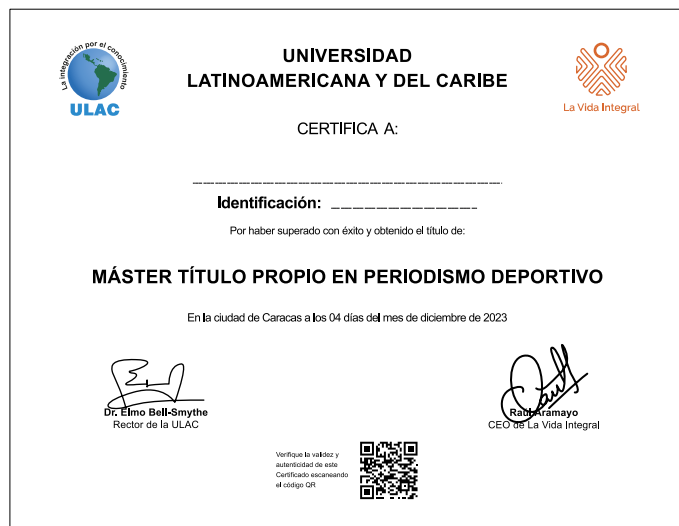 La integración por el conocimiento
ULAC
UNIVERSIDAD
LATINOAMERICANA Y DEL CARIBE
La Vida Integral
CERTIFICA A:
Identificación:
Por haber superado con éxito y obtenido el título de:
MÁSTER TÍTULO PROPIO EN PERIODISMO DEPORTIVO
En la ciudad de Caracas a los 04 días del mes de diciembre de 2023
Dr. Elmo Bell-Smythe
Rector de la ULAC
Raúl Aramayo
CEO de La Vida Integral
Verifique la validez y
autenticidad de este
Certificado escaneando
el código QR